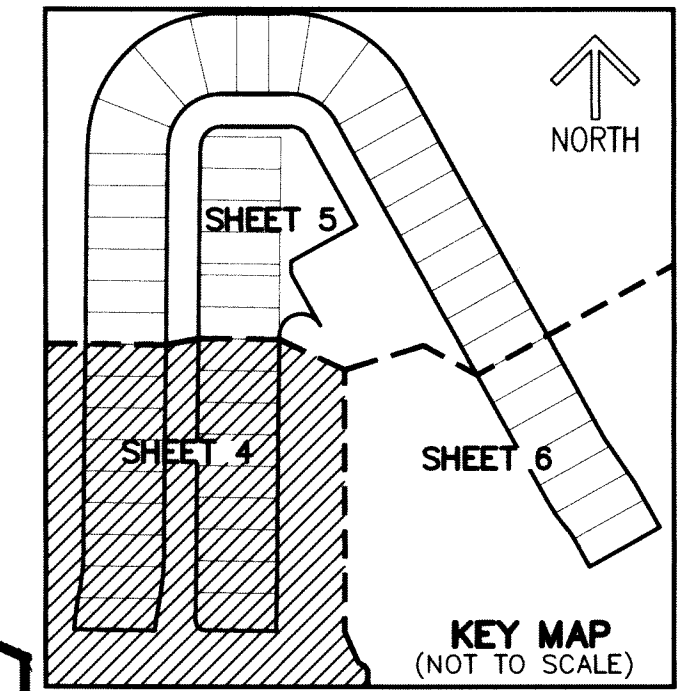 NORTH
SHEET 5
SHEET 4
SHEET 6
KEY MAP
(NOT TO SCALE)